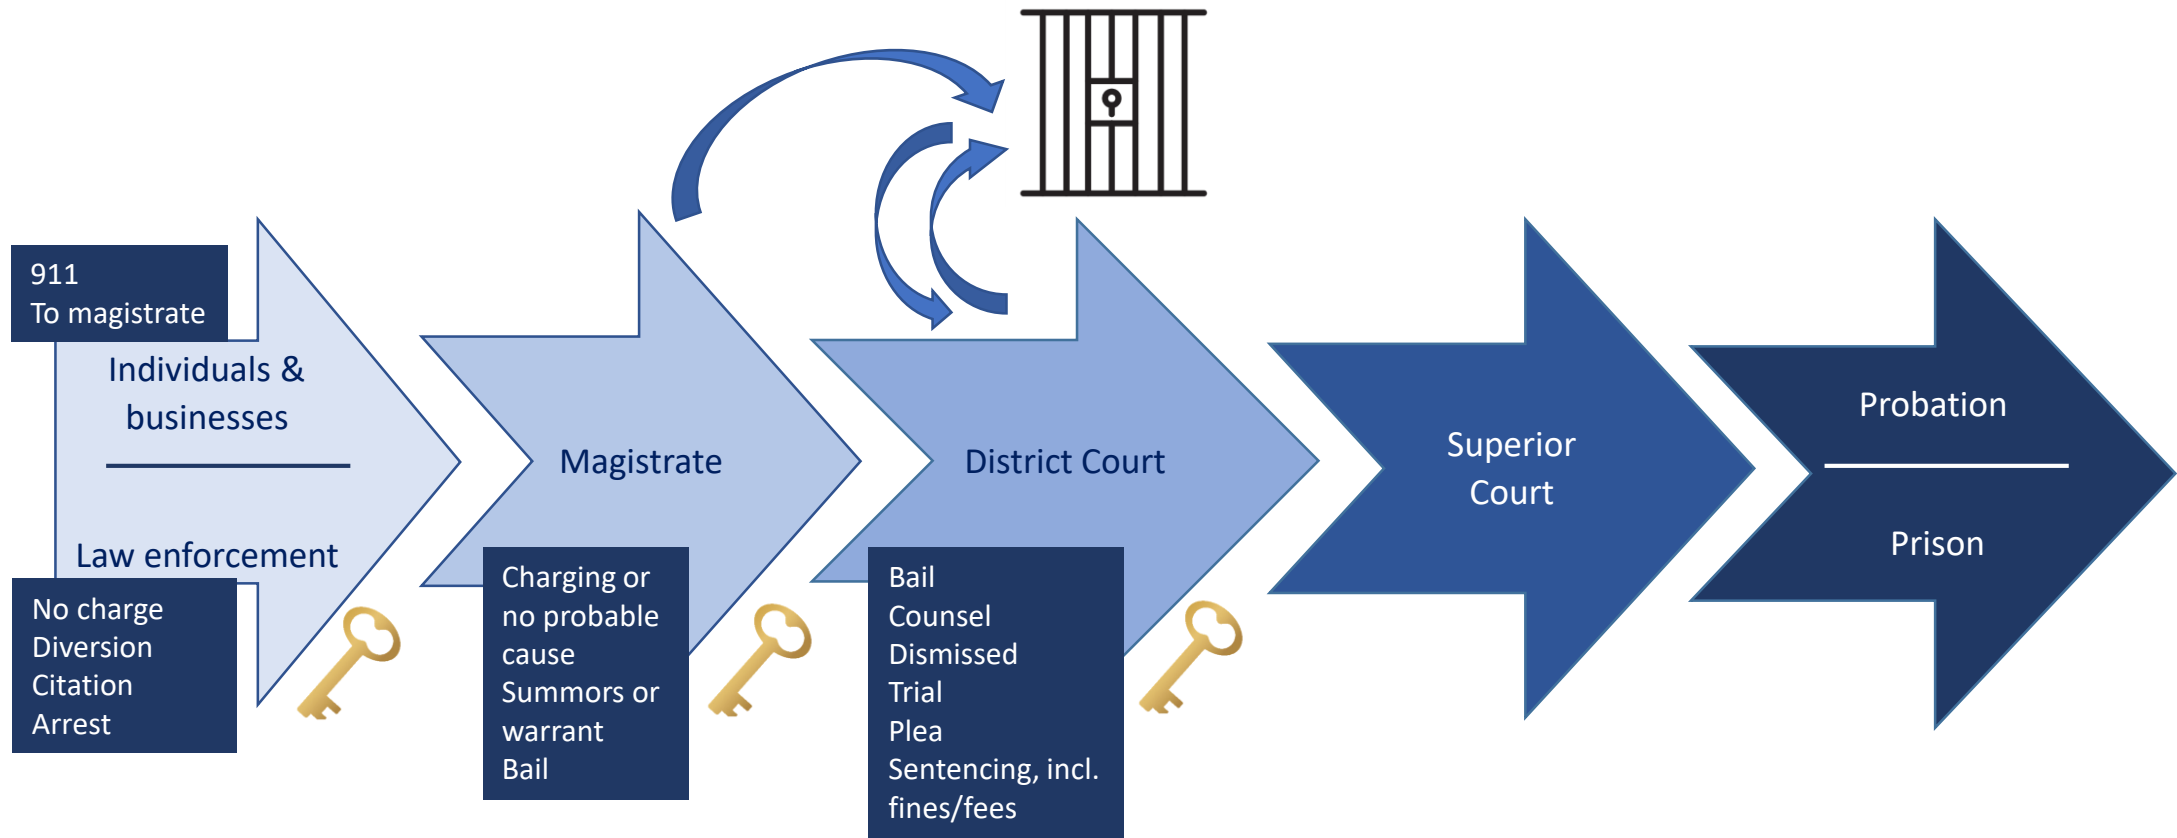 911
To magistrate
Individuals &
businesses
Law enforcement
No charge
Diversion
Citation
Arrest
Magistrate
Charging or
no probable
cause
Summors or
warrant
Bail
District Court
Bail
Counsel
Dismissed
Trial
Plea
Sentencing, incl.
fines/fees
Superior
Court
Probation
Prison